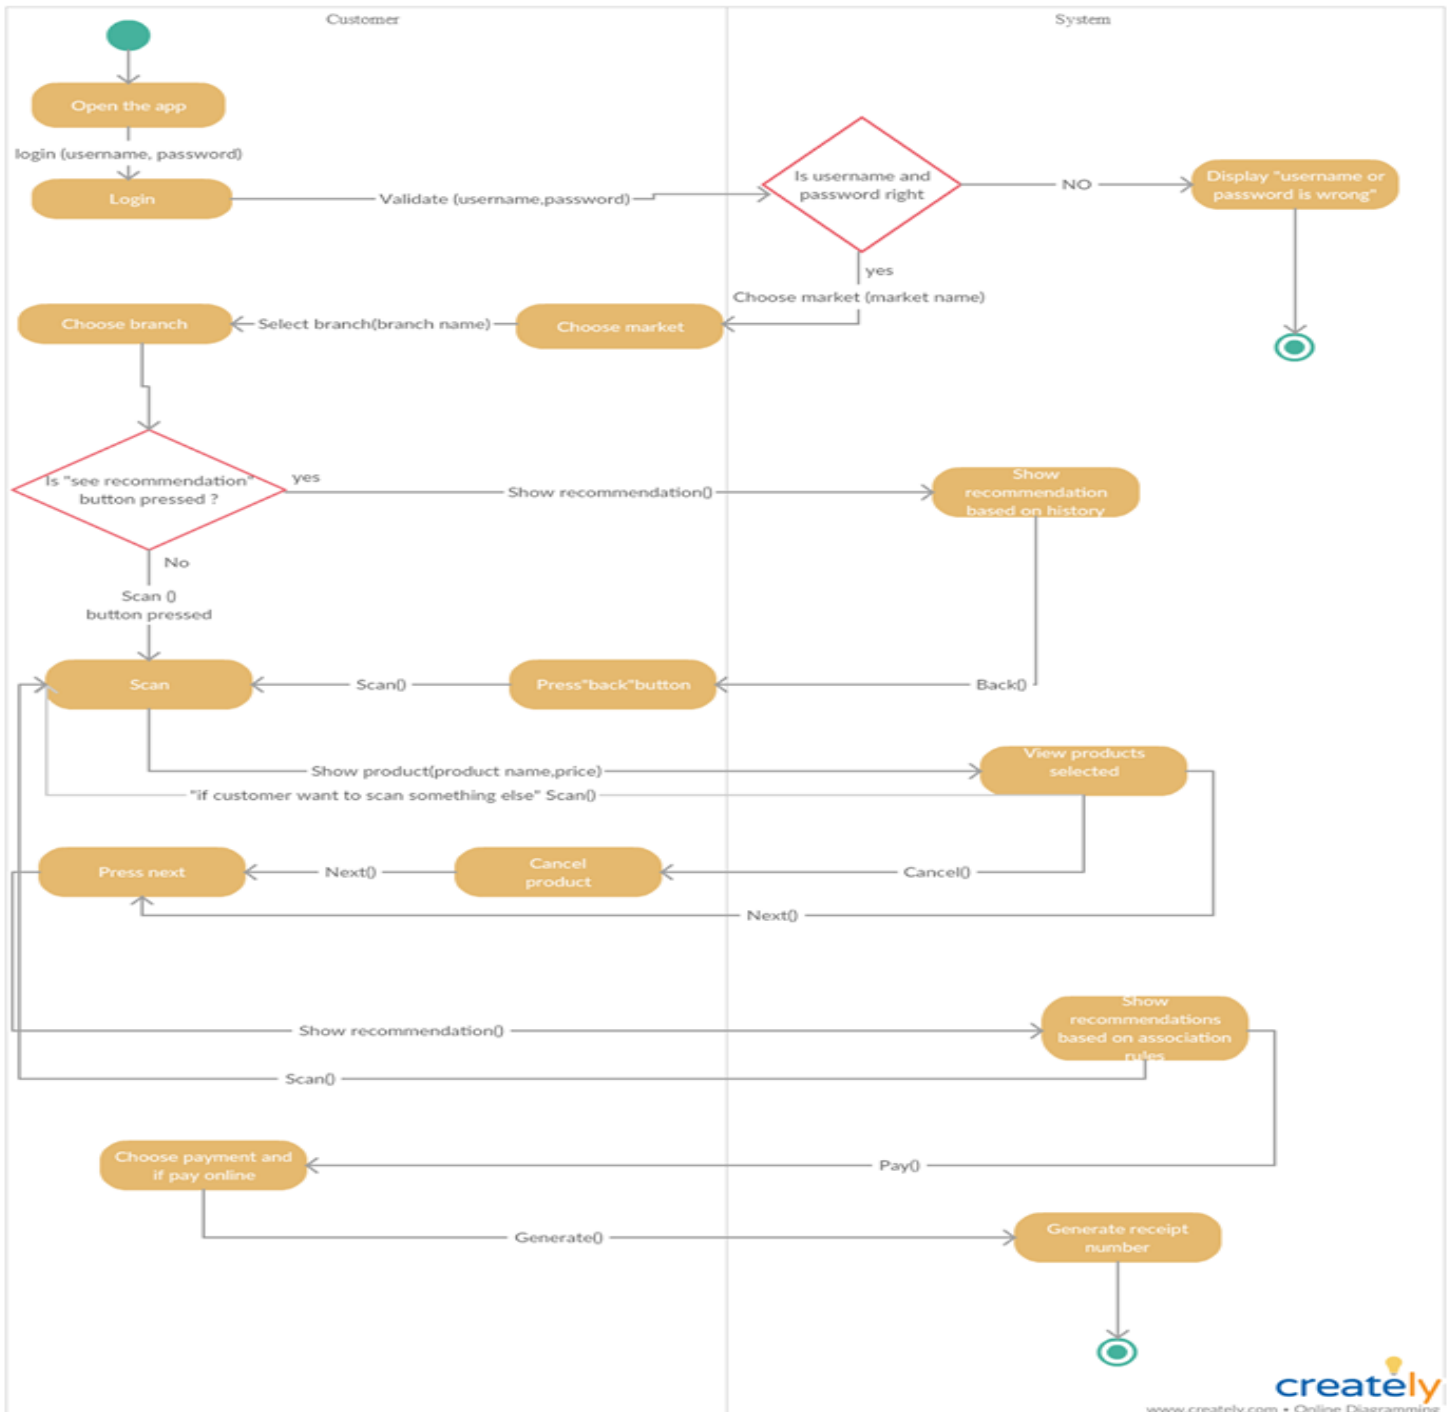 Customer
System
Open the app
login (username, password)
Login
Validate (username,password)
Is username and
password right
NO
Display "username or
password is wrong"
yes
Choose market (market name)
Choose market
Select branch(branch name)
Choose branch
Is "see recommendation"
button pressed ?
yes
Show recommendation()
Show
recommendation
based on history
No
Scan ()
button pressed
Scan
Scan()
Press"back"button
Back()
Show product(product name,price)
View products
selected
"if customer want to scan something else" Scan()
Press next
Next()
Cancel
product
Cancel()
Next()
Show recommendation()
Show
recommendations
based on association
rules
Scan()
Choose payment and
if pay online
Pay()
Generate()
Generate receipt
number
creately
www.creately.com • Online Diagramming